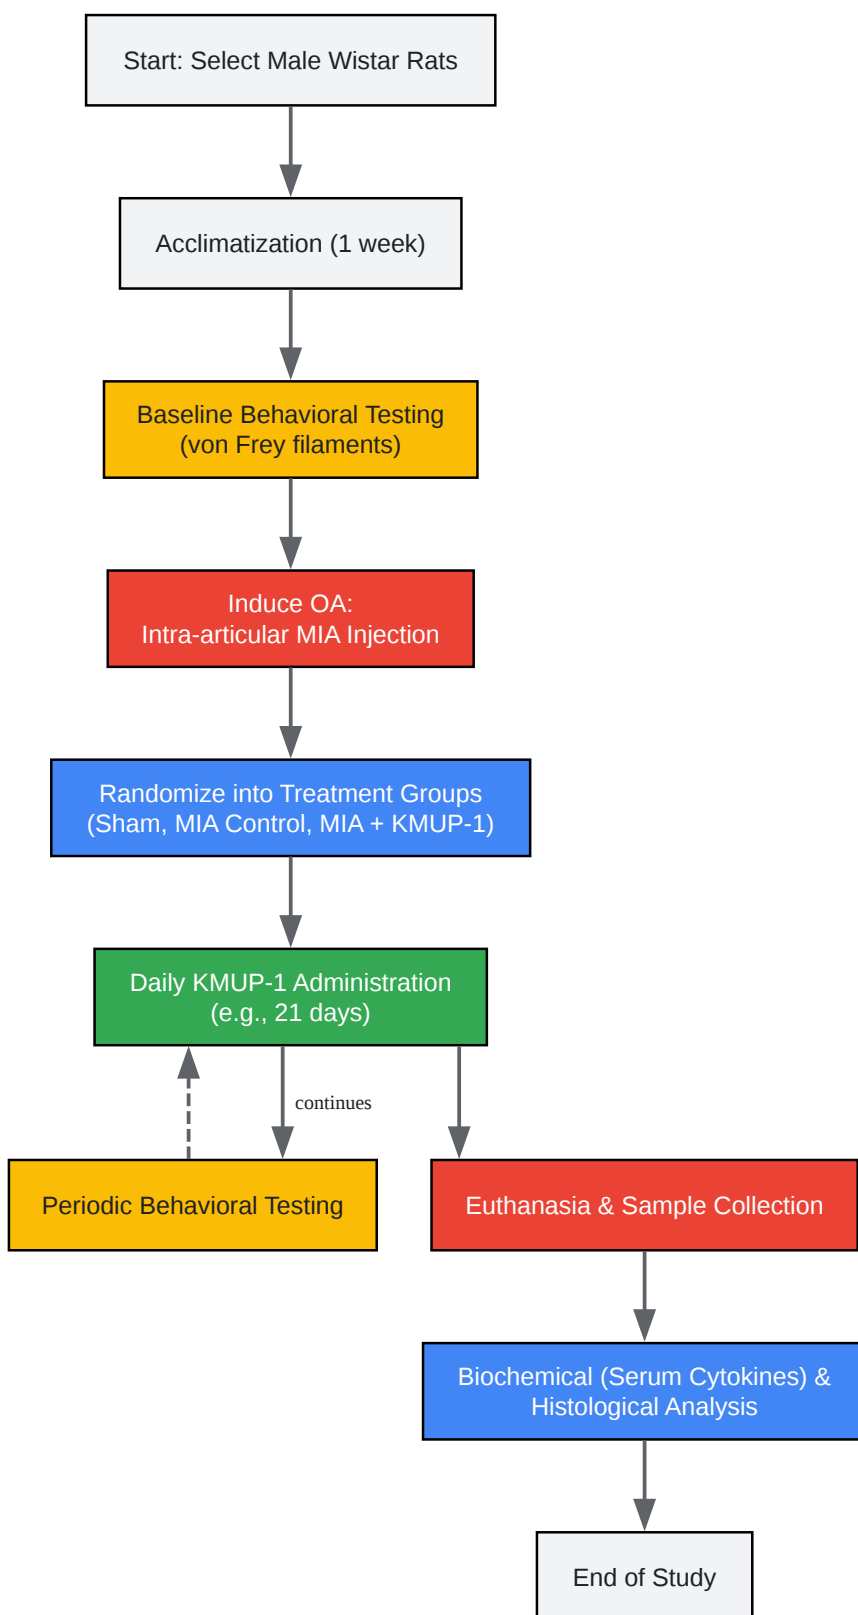 Start: Select Male Wistar Rats
Acclimatization (1 week)
Baseline Behavioral Testing
(von Frey filaments)
Induce OA:
Intra-articular MIA Injection
Randomize into Treatment Groups
(Sham, MIA Control, MIA + KMUP-1)
Daily KMUP-1 Administration
(e.g., 21 days)
continues
Periodic Behavioral Testing
Euthanasia & Sample Collection
Biochemical (Serum Cytokines) &
Histological Analysis
End of Study